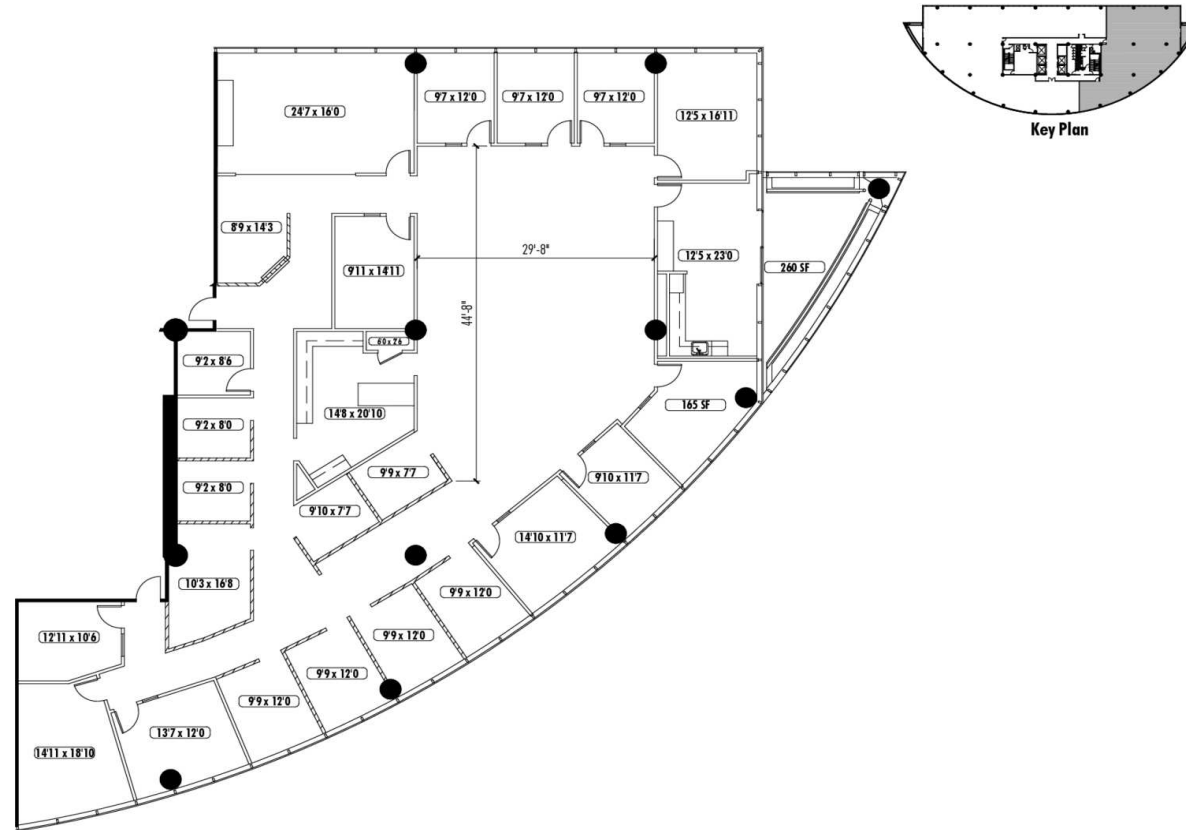 Key Plan
24'7 x 16'0
9'7 x 12'0
9'7 x 12'0
9'7 x 12'0
12'5 x 16'11
8'9 x 14'3
9'11 x 14'11
29'-8"
44'-8"
12'5 x 23'0
260 SF
6'0 x 2'6
9'2 x 8'6
14'8 x 20'10
165 SF
9'2 x 8'0
9'9 x 7'7
9'10 x 11'7
9'2 x 8'0
9'10 x 7'7
14'10 x 11'7
10'3 x 16'8
9'9 x 12'0
12'11 x 10'6
9'9 x 12'0
9'9 x 12'0
9'9 x 12'0
13'7 x 12'0
14'11 x 18'10